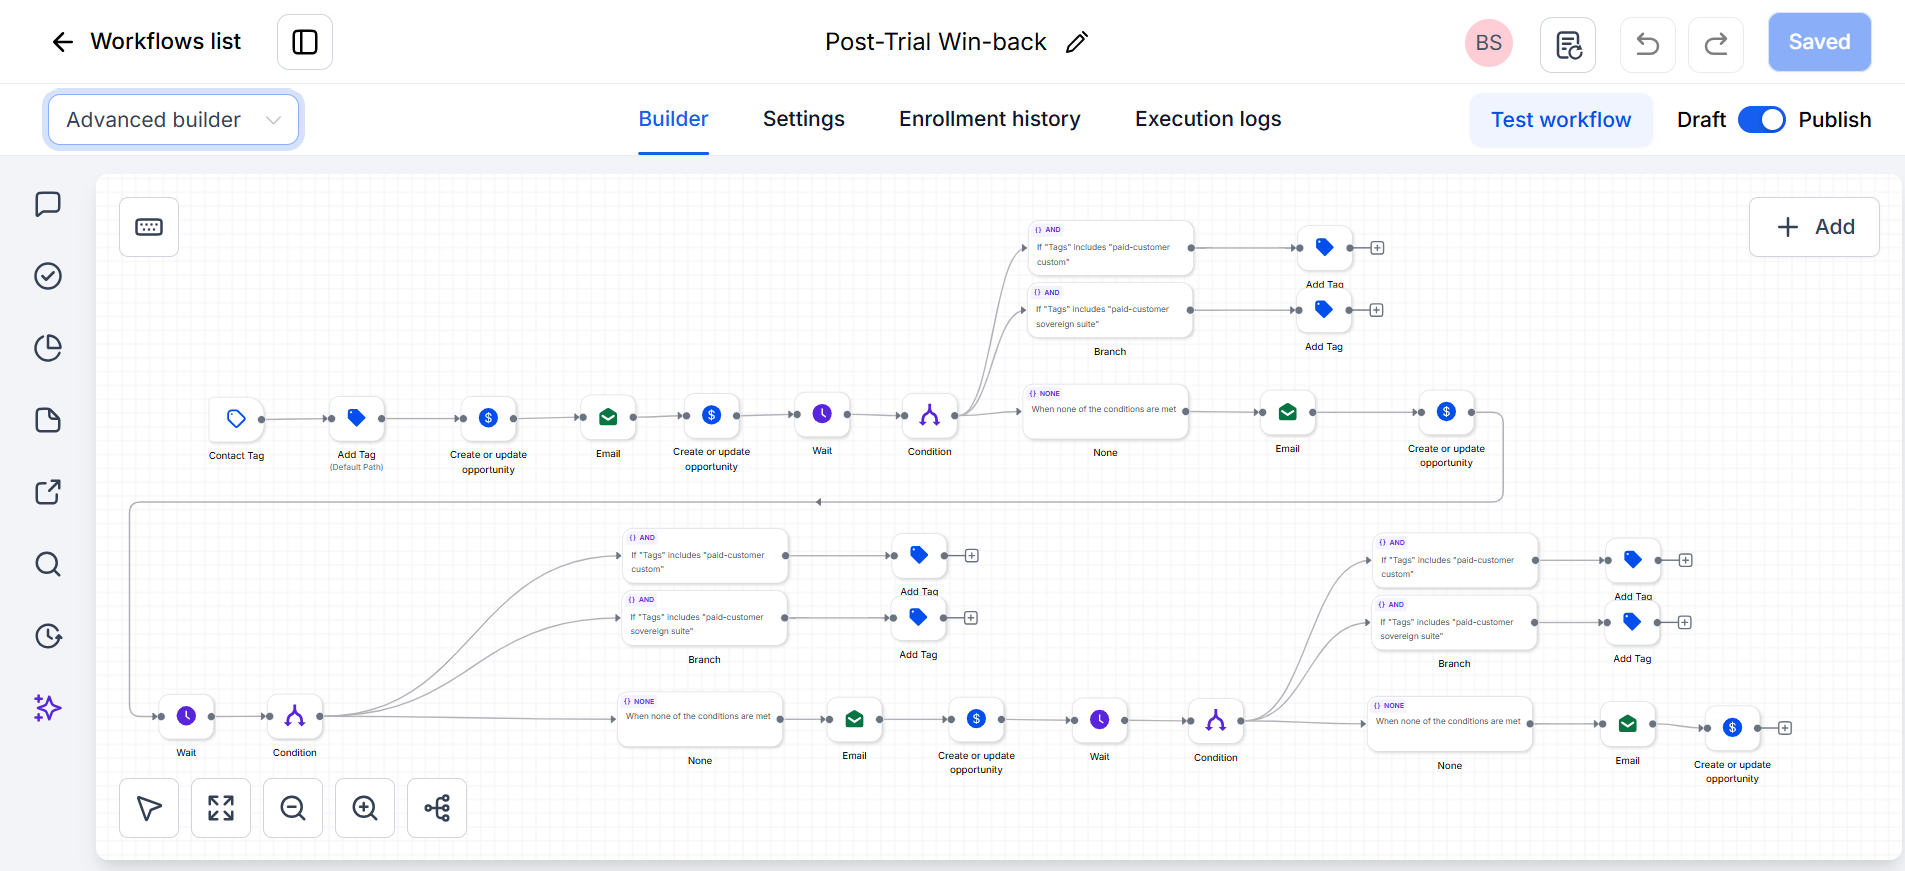 Workflows list
Post-Trial Win-back
BS
Saved
Advanced builder
Builder
Settings
Enrollment history
Execution logs
Test workflow
Draft
Publish
Add
{} AND
If "Tags" includes "paid-customer
custom"
Add Tag
{} AND
If "Tags" includes "paid-customer
sovereign suite"
Branch
Add Tag
Contact Tag
Add Tag
(Default Path)
Create or update
opportunity
Email
Create or update
opportunity
Wait
Condition
{} NONE
When none of the conditions are met
None
Email
Create or update
opportunity
{} AND
If "Tags" includes "paid-customer
custom"
Add Tag
{} AND
If "Tags" includes "paid-customer
sovereign suite"
Branch
Add Tag
{} AND
If "Tags" includes "paid-customer
custom"
Add Tag
{} AND
If "Tags" includes "paid-customer
sovereign suite"
Branch
Add Tag
Wait
Condition
{} NONE
When none of the conditions are met
None
Email
Create or update
opportunity
Wait
Condition
{} NONE
When none of the conditions are met
None
Email
Create or update
opportunity